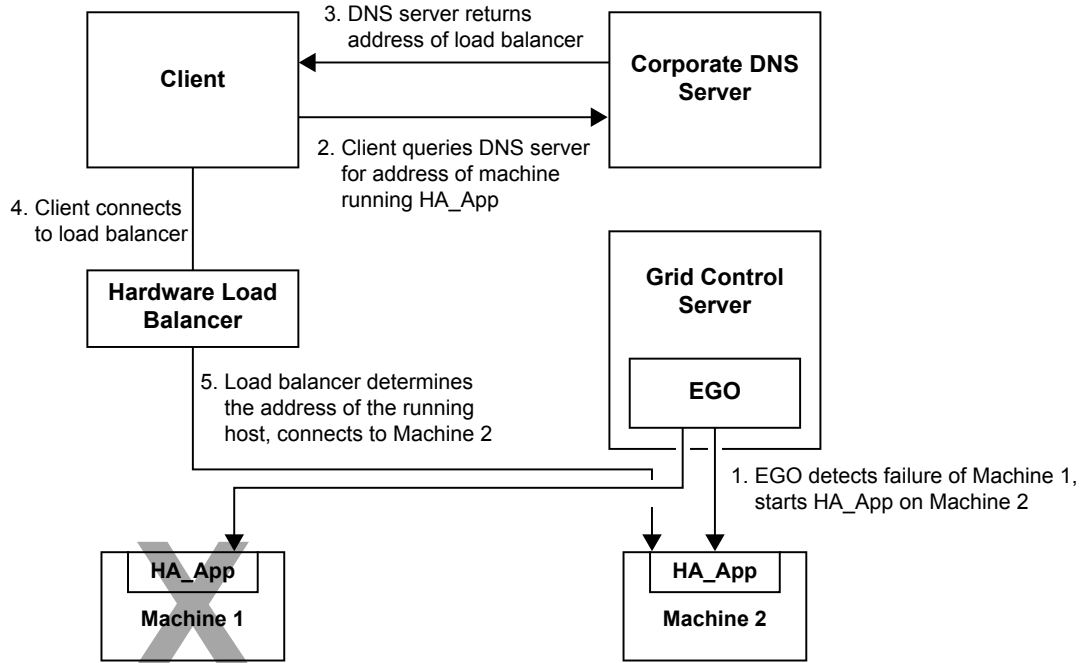 3. DNS server returns
address of load balancer
Client
Corporate DNS
Server
2. Client queries DNS server
for address of machine
running HA_App
4. Client connects
to load balancer
Hardware Load
Balancer
Grid Control
Server
EGO
5. Load balancer determines
the address of the running
host, connects to Machine 2
1. EGO detects failure of Machine 1,
starts HA_App on Machine 2
HA_App
Machine 1
X
HA_App
Machine 2